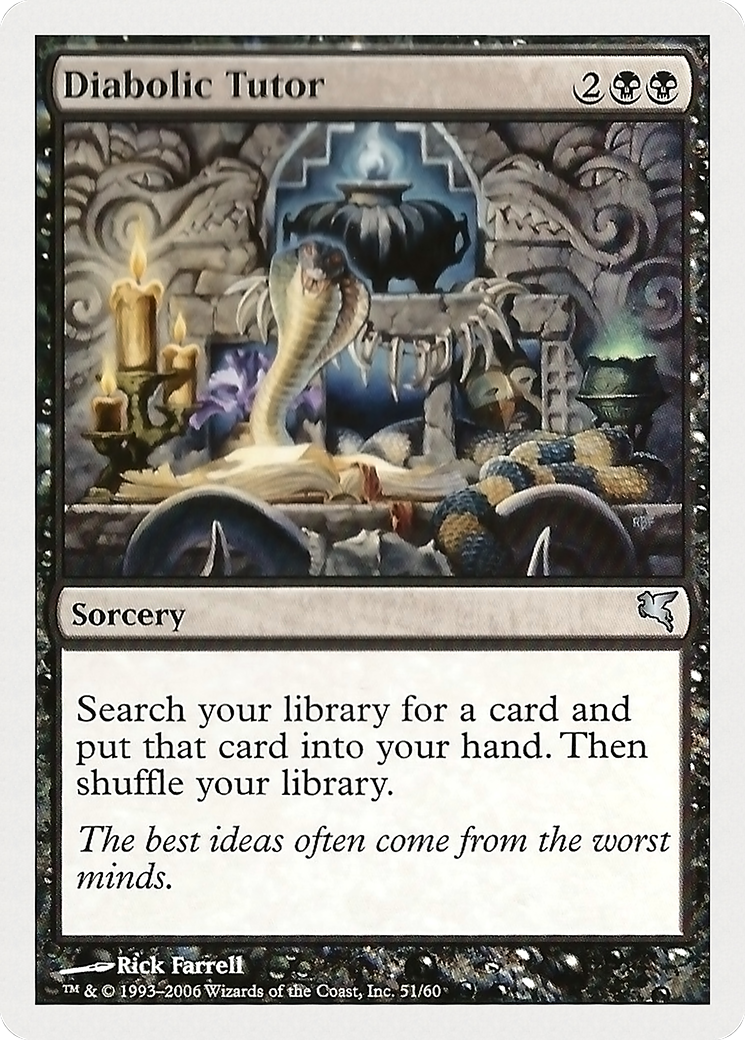 Diabolic Tutor 2
RBF
Sorcery
Search your library for a card and
put that card into your hand. Then
shuffle your library.
The best ideas often come from the worst
minds.
Rick Farrell
™ & © 1993–2006 Wizards of the Coast, Inc. 51/60